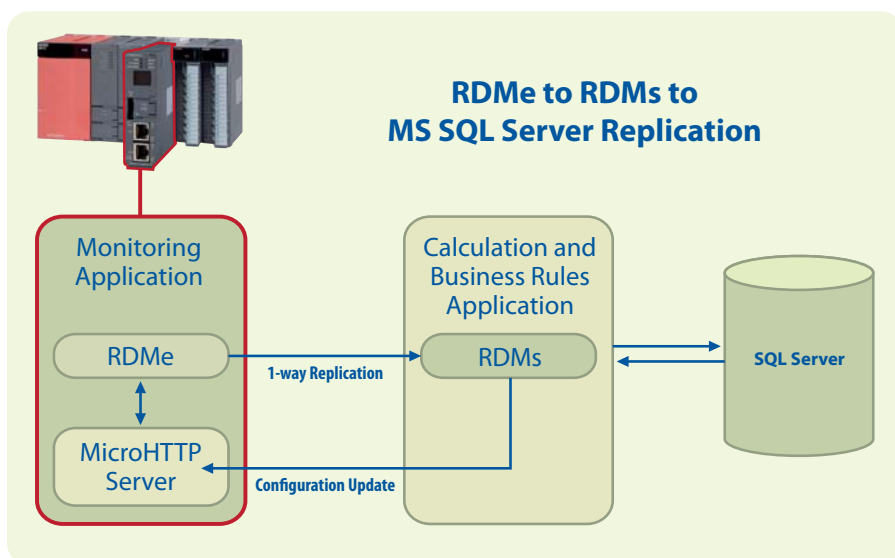 RDMe to RDMs to
MS SQL Server Replication
Monitoring
Application
RDMe
MicroHTTP
Server
1-way Replication
Configuration Update
Calculation and
Business Rules
Application
RDMs
SQL Server